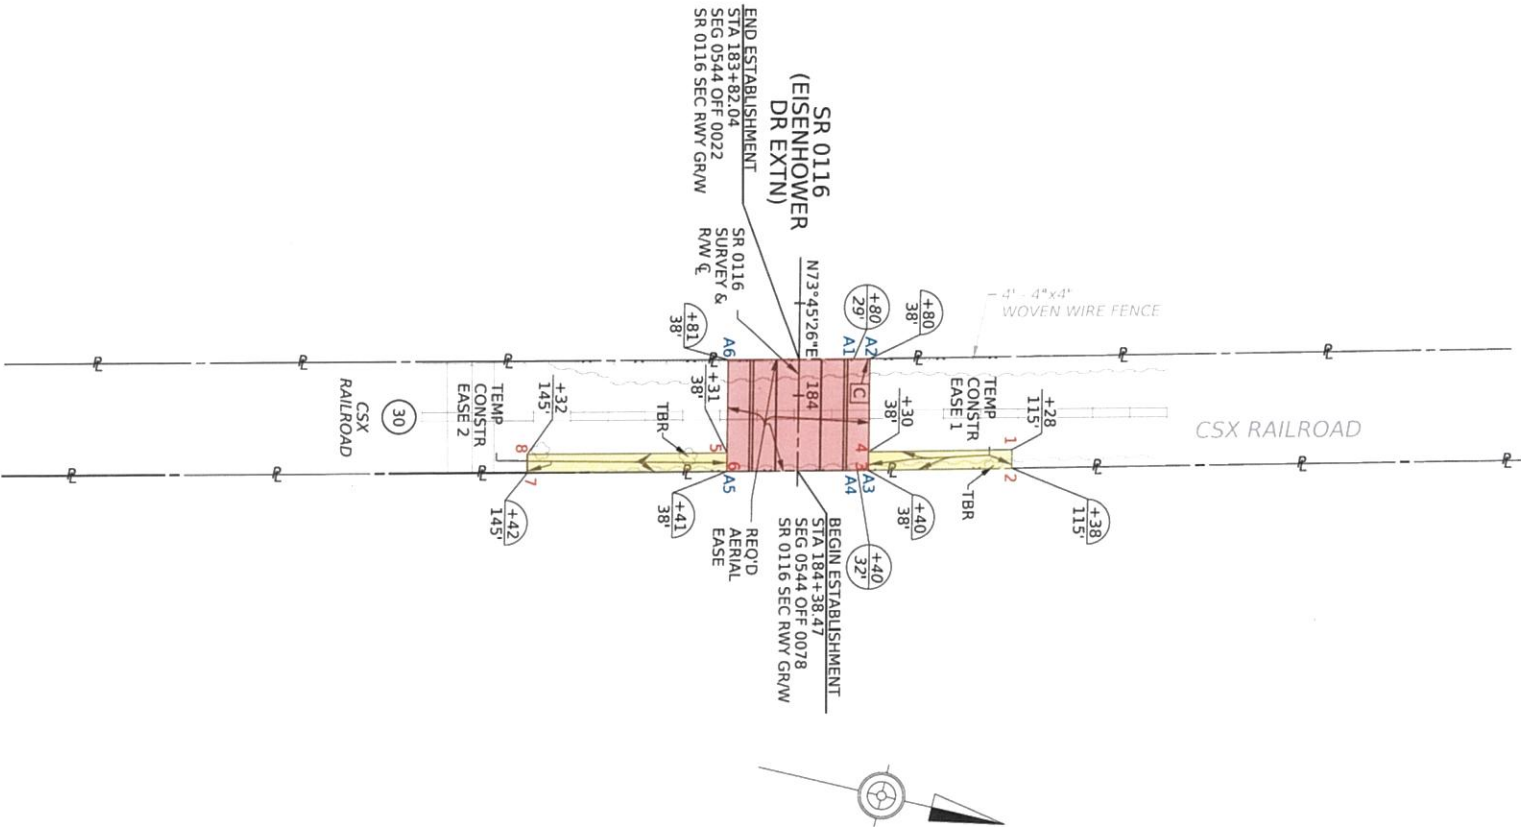 END ESTABLISHMENT
STA 183+82.04
SEG 0544 OFF 0022
SR 0116 SEC RWY GR/W
SR 0116
(EISENHOWER
DR EXTN)
SR 0116
SURVEY &
R/W ℄
N73°45'26"E
184
+81
38'
+80
29'
+80
38'
4' - 4"x4"
WOVEN WIRE FENCE
A6
A1
A2
C
+31
38'
+30
38'
TEMP
CONSTR
EASE 1
+28
115'
1
2
3
4
5
6
7
8
TBR
TBR
+32
145'
TEMP
CONSTR
EASE 2
30
CSX
RAILROAD
CSX RAILROAD
A5
A4
A3
+42
145'
+41
38'
+40
38'
+40
32'
+38
115'
REQ'D
AERIAL
EASE
BEGIN ESTABLISHMENT
STA 184+38.47
SEG 0544 OFF 0078
SR 0116 SEC RWY GR/W